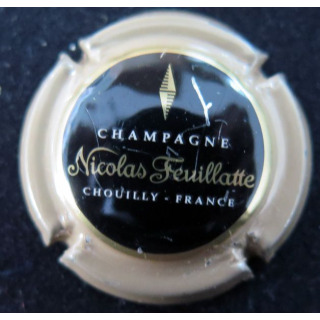 CHAMPAGNE
Nicolas Feuillatte
CHOUILLY - FRANCE